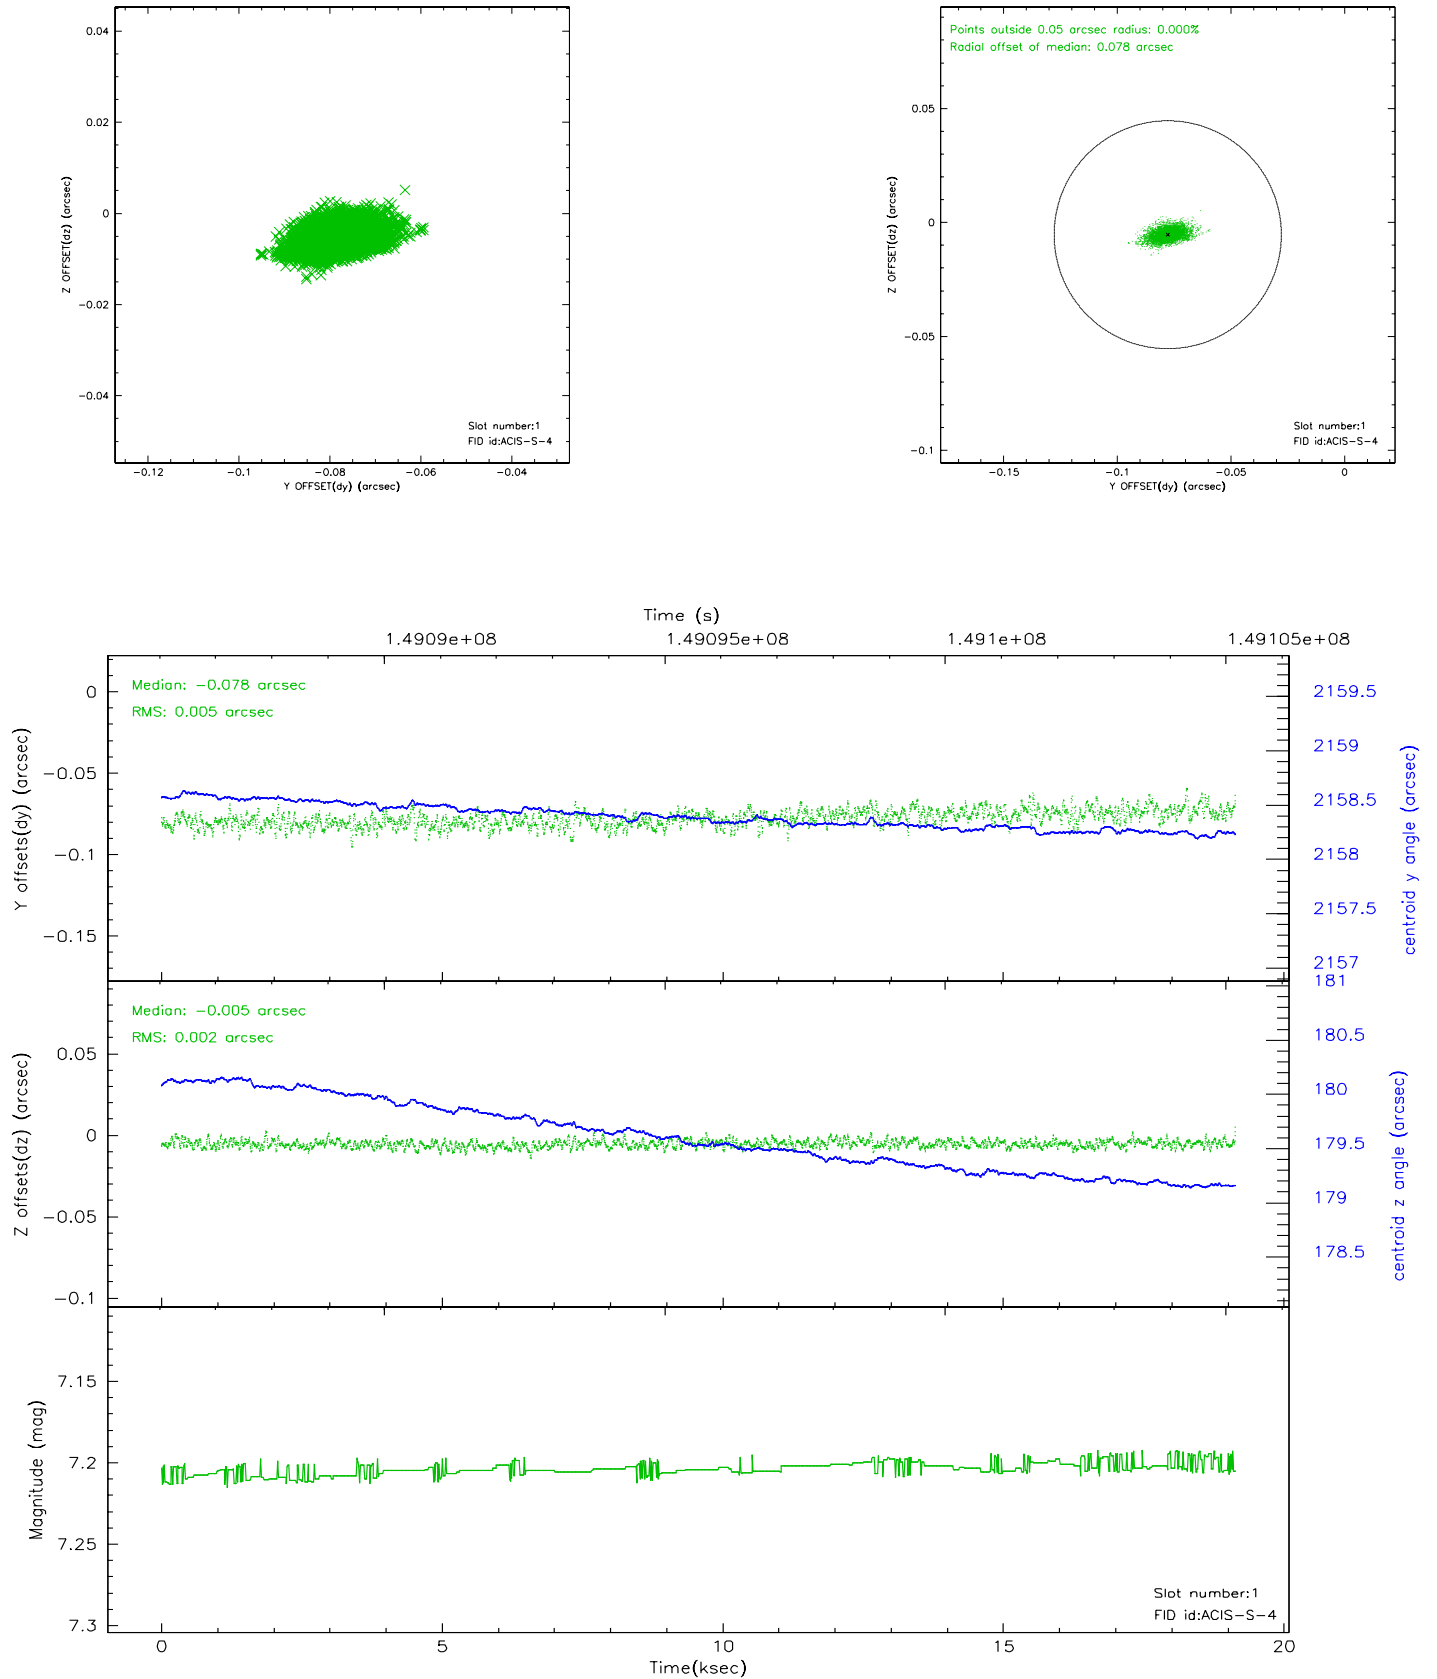 0.04
0.02
0
−0.02
−0.04
Z OFFSET(dz) (arcsec)
Slot number:1
FID id:ACIS−S−4
−0.12
−0.1
−0.08
−0.06
−0.04
Y OFFSET(dy) (arcsec)
Points outside 0.05 arcsec radius: 0.000%
Radial offset of median: 0.078 arcsec
0.05
0
−0.05
−0.1
Z OFFSET(dz) (arcsec)
Slot number:1
FID id:ACIS−S−4
−0.15
−0.1
−0.05
0
Y OFFSET(dy) (arcsec)
Time (s)
1.4909e+08
1.49095e+08
1.491e+08
1.49105e+08
Median: −0.078 arcsec
RMS: 0.005 arcsec
0
−0.05
−0.1
−0.15
Y offsets(dy) (arcsec)
2159.5
2159
2158.5
2158
2157.5
2157
centroid y angle (arcsec)
Median: −0.005 arcsec
RMS: 0.002 arcsec
0.05
0
−0.05
−0.1
Z offsets(dz) (arcsec)
181
180.5
180
179.5
179
178.5
centroid z angle (arcsec)
7.15
7.2
7.25
7.3
Magnitude (mag)
Slot number:1
FID id:ACIS−S−4
0
5
10
15
20
Time(ksec)